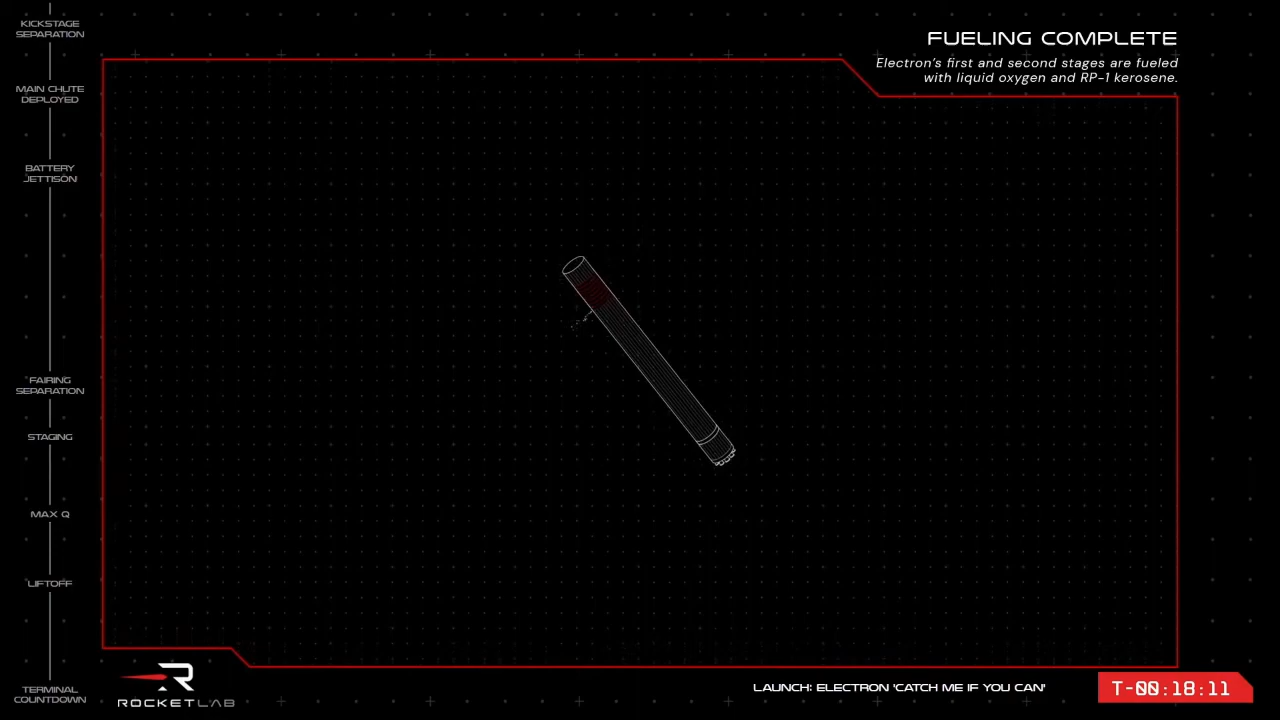 KICKSTAGE
SEPARATION
MAIN CHUTE
DEPLOYED
BATTERY
JETTISON
FAIRING
SEPARATION
STAGING
MAX Q
LIFTOFF
TERMINAL
COUNTDOWN
FUELING COMPLETE
Electron's first and second stages are fueled
with liquid oxygen and RP-1 kerosene.
ROCKETLAB
LAUNCH: ELECTRON 'CATCH ME IF YOU CAN'
T-00:18:11